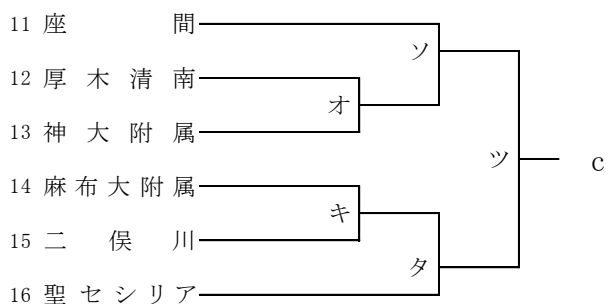 11 座間
ソ
12 厚木清南
オ
13 神大附属
ツ
C
14 麻布大附属
キ
15 二俣川
タ
16 聖セシリア